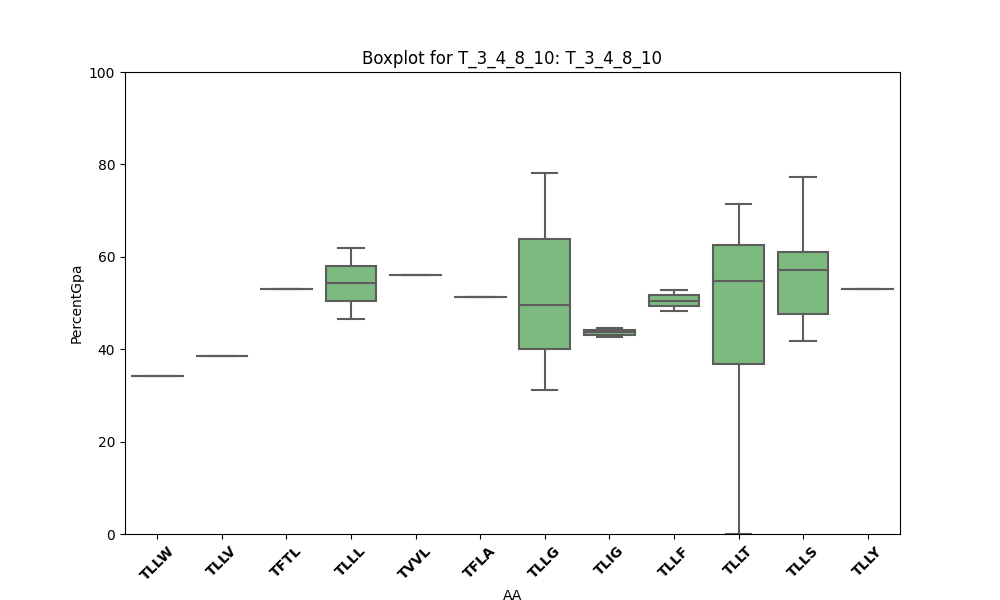 Boxplot for T_3_4_8_10: T_3_4_8_10
PercentGpa
100
80
60
40
20
0
TLLW TLLV TFTL TLLL TVVL TFLA TLLG TLIG TLLF TLLT TLLS TLLY
AA